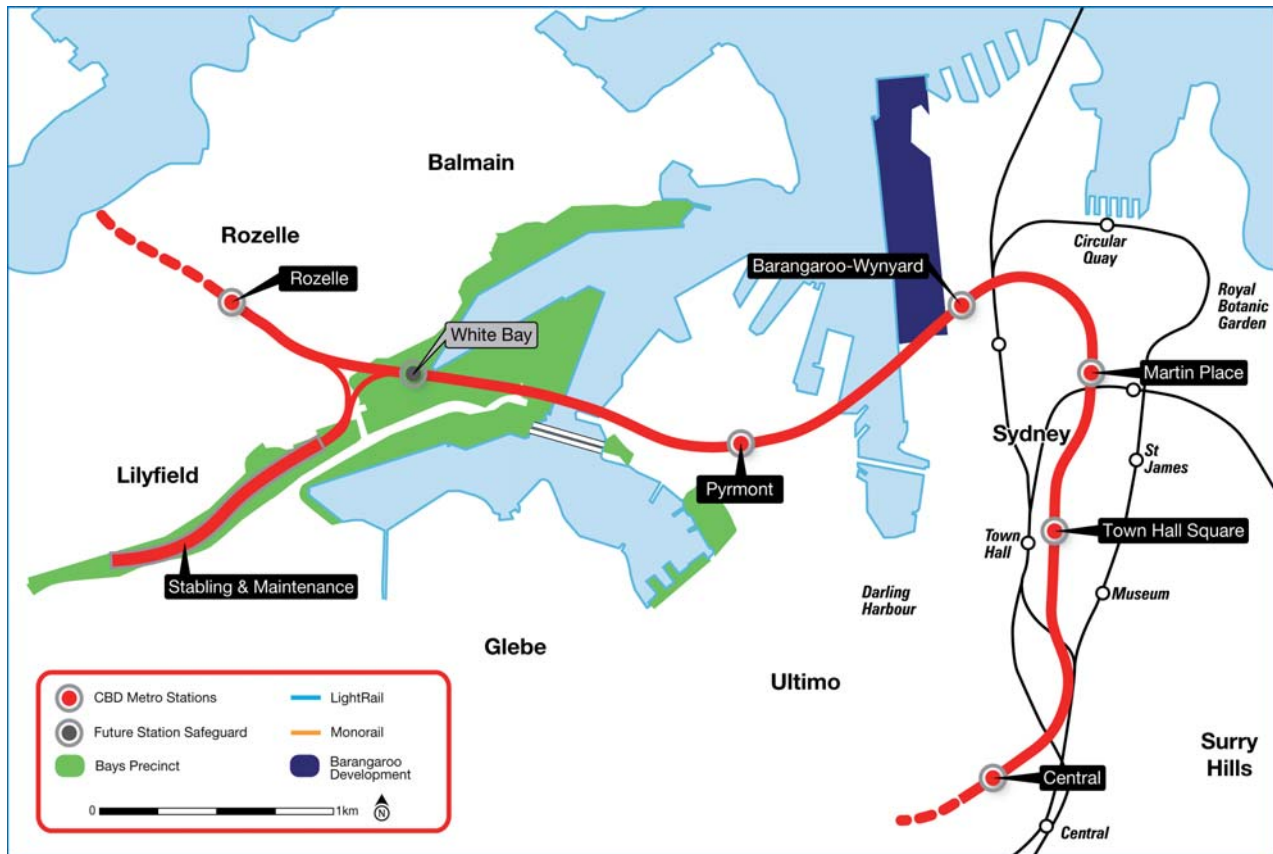 Balmain
Rozelle
Rozelle
Barangaroo-Wynyard
Circular
Quay
Royal
Botanic
Garden
White Bay
Martin Place
Sydney
St
James
Lilyfield
Pyrmont
Town
Hall
Town Hall Square
Stabling & Maintenance
Darling
Harbour
Museum
Glebe
Ultimo
Surry
Hills
Central
Central
CBD Metro Stations
LightRail
Future Station Safeguard
Monorail
Bays Precinct
Barangaroo
Development
0
1km
N